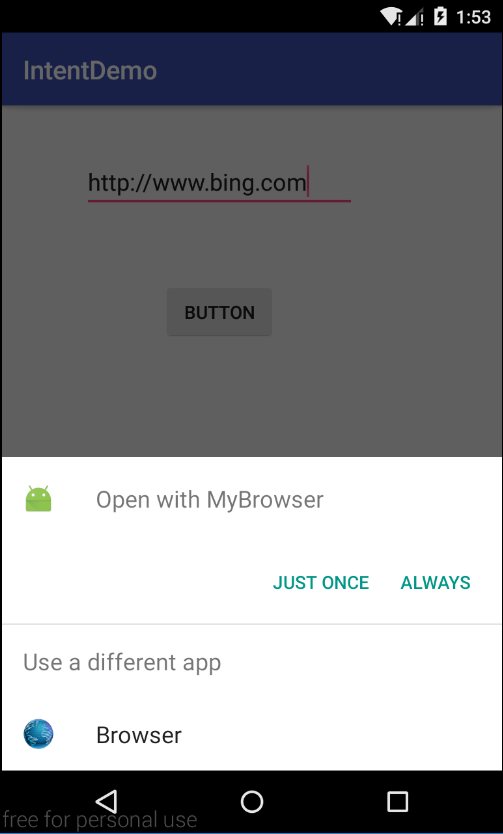 1:53
IntentDemo
http://www.bing.com
BUTTON
Open with MyBrowser
JUST ONCE ALWAYS
Use a different app
Browser
free for personal use